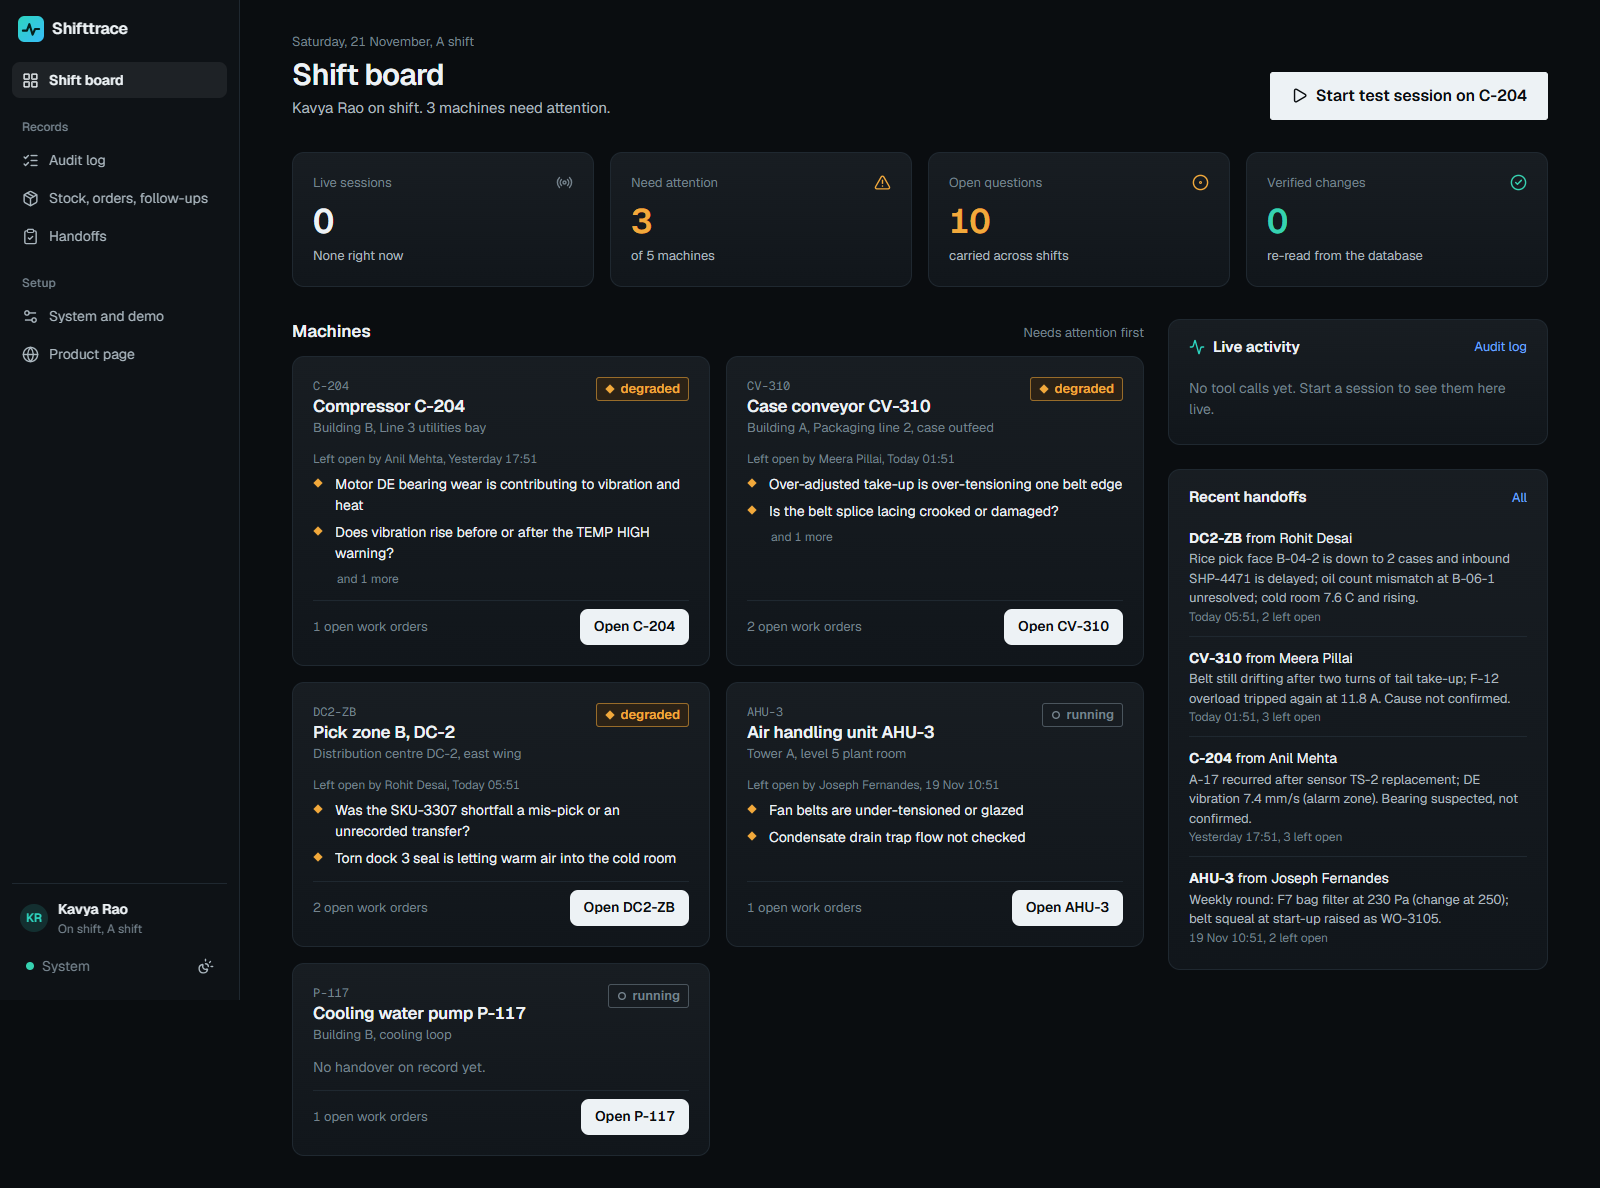 Shifttrace
Shift board
Records
Audit log
Stock, orders, follow-ups
Handoffs
Setup
System and demo
Product page
KR
Kavya Rao
On shift, A shift
System
Saturday, 21 November, A shift
Shift board
Kavya Rao on shift. 3 machines need attention.
Start test session on C-204
Live sessions
0
None right now
Need attention
3
of 5 machines
Open questions
10
carried across shifts
Verified changes
0
re-read from the database
Machines
Needs attention first
C-204
degraded
Compressor C-204
Building B, Line 3 utilities bay
Left open by Anil Mehta, Yesterday 17:51
Motor DE bearing wear is contributing to vibration and
heat
Does vibration rise before or after the TEMP HIGH
warning?
and 1 more
1 open work orders
Open C-204
CV-310
degraded
Case conveyor CV-310
Building A, Packaging line 2, case outfeed
Left open by Meera Pillai, Today 01:51
Over-adjusted take-up is over-tensioning one belt edge
Is the belt splice lacing crooked or damaged?
and 1 more
2 open work orders
Open CV-310
DC2-ZB
degraded
Pick zone B, DC-2
Distribution centre DC-2, east wing
Left open by Rohit Desai, Today 05:51
Was the SKU-3307 shortfall a mis-pick or an
unrecorded transfer?
Torn dock 3 seal is letting warm air into the cold room
2 open work orders
Open DC2-ZB
AHU-3
running
Air handling unit AHU-3
Tower A, level 5 plant room
Left open by Joseph Fernandes, 19 Nov 10:51
Fan belts are under-tensioned or glazed
Condensate drain trap flow not checked
1 open work orders
Open AHU-3
P-117
running
Cooling water pump P-117
Building B, cooling loop
No handover on record yet.
1 open work orders
Open P-117
Live activity
Audit log
No tool calls yet. Start a session to see them here
live.
Recent handoffs
All
DC2-ZB from Rohit Desai
Rice pick face B-04-2 is down to 2 cases and inbound
SHP-4471 is delayed; oil count mismatch at B-06-1
unresolved; cold room 7.6 C and rising.
Today 05:51, 2 left open
CV-310 from Meera Pillai
Belt still drifting after two turns of tail take-up; F-12
overload tripped again at 11.8 A. Cause not confirmed.
Today 01:51, 3 left open
C-204 from Anil Mehta
A-17 recurred after sensor TS-2 replacement; DE
vibration 7.4 mm/s (alarm zone). Bearing suspected, not
confirmed.
Yesterday 17:51, 3 left open
AHU-3 from Joseph Fernandes
Weekly round: F7 bag filter at 230 Pa (change at 250);
belt squeal at start-up raised as WO-3105.
19 Nov 10:51, 2 left open